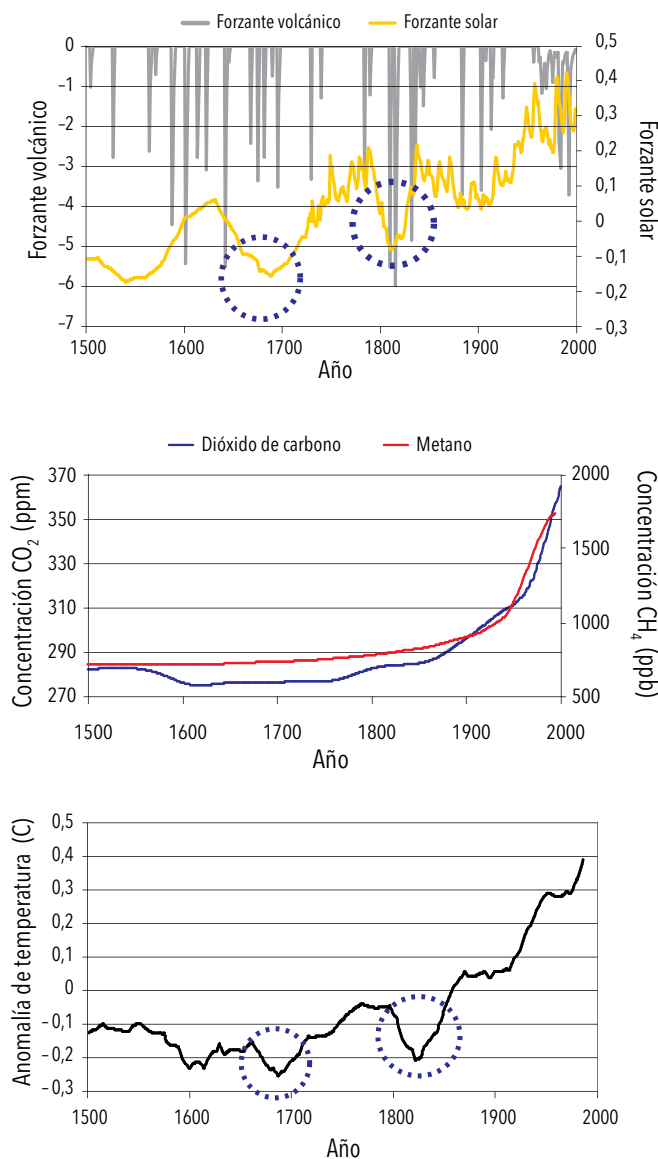 Forzante volcánico Forzante solar
0 0,5
−1 0,4
−2 0,3
−3 0,2
−4 0,1
−5 0
−6 −0,1
−7 −0,2
−0,3
Forzante volcánico
Forzante solar
1500 1600 1700 1800 1900 2000
Año
Dióxido de carbono Metano
370 2000
350 1500
330 1000
310 500
290
270
Concentración CO₂ (ppm)
Concentración CH₄ (ppb)
1500 1600 1700 1800 1900 2000
Año
0,5
0,4
0,3
0,2
0,1
0
−0,1
−0,2
−0,3
Anomalía de temperatura (C)
1500 1600 1700 1800 1900 2000
Año